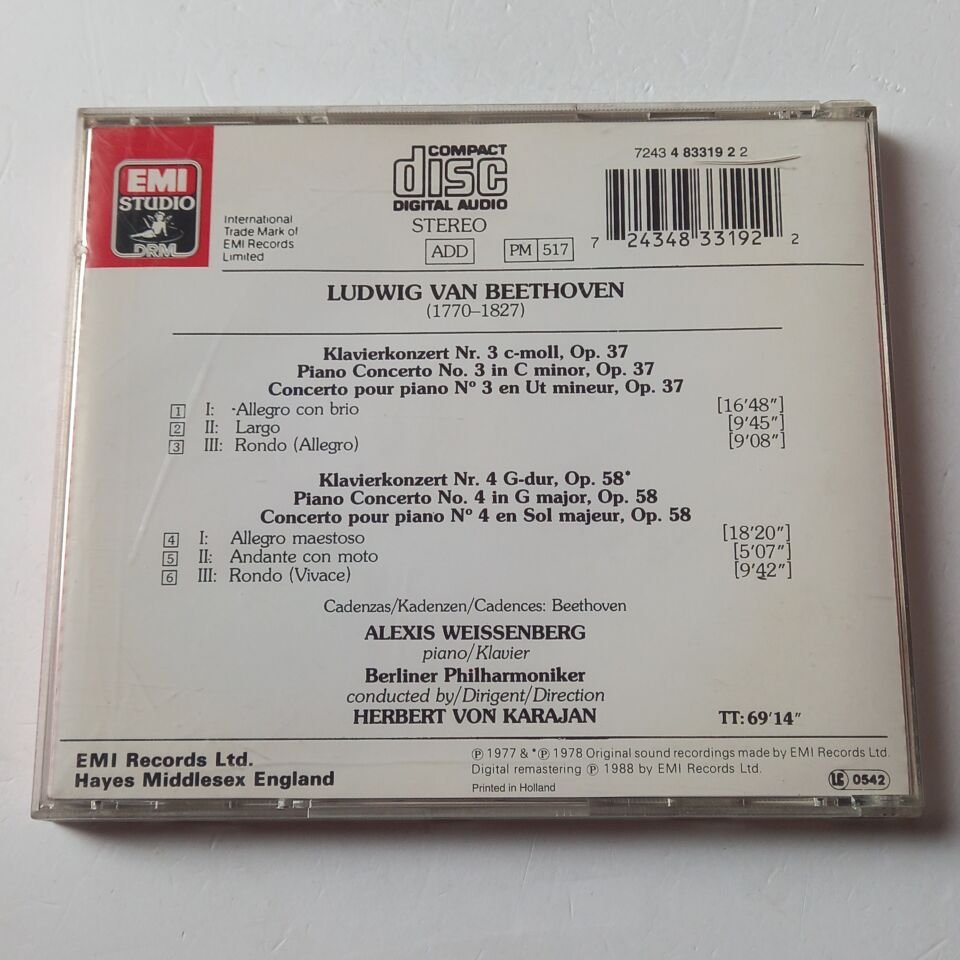 EMI
STUDIO
DRM
International
Trade Mark of
EMI Records
Limited
COMPACT
disc
DIGITAL AUDIO
STEREO
ADD PM 517
7243 4 83319 2 2
7 24348 33192 2
LUDWIG VAN BEETHOVEN
(1770–1827)
Klavierkonzert Nr. 3 c-moll, Op. 37
Piano Concerto No. 3 in C minor, Op. 37
Concerto pour piano Nº 3 en Ut mineur, Op. 37
1 I: Allegro con brio [16'48"]
2 II: Largo [9'45"]
3 III: Rondo (Allegro) [9'08"]
Klavierkonzert Nr. 4 G-dur, Op. 58*
Piano Concerto No. 4 in G major, Op. 58
Concerto pour piano Nº 4 en Sol majeur, Op. 58
4 I: Allegro maestoso [18'20"]
5 II: Andante con moto [5'07"]
6 III: Rondo (Vivace) [9'42"]
Cadenzas/Kadenzen/Cadences: Beethoven
ALEXIS WEISSENBERG
piano/Klavier
Berliner Philharmoniker
conducted by/Dirigent/Direction
HERBERT VON KARAJAN TT: 69'14"
EMI Records Ltd.
Hayes Middlesex England
℗ 1977 & *℗ 1978 Original sound recordings made by EMI Records Ltd.
Digital remastering ℗ 1988 by EMI Records Ltd.
Printed in Holland
LC 0542